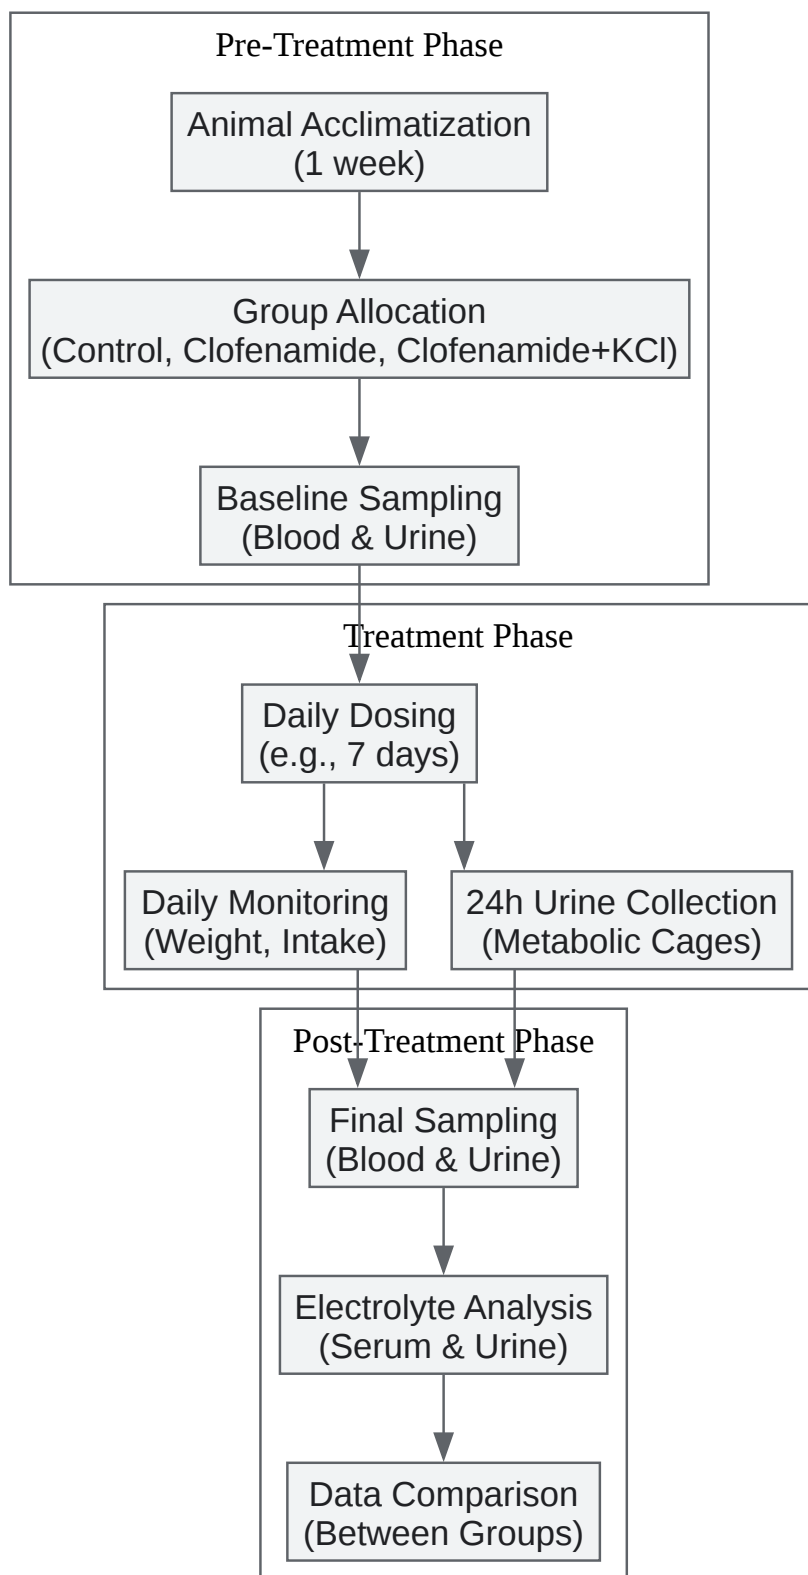 Pre-Treatment Phase
Animal Acclimatization
(1 week)
Group Allocation
(Control, Clofenamide, Clofenamide+KCl)
Baseline Sampling
(Blood & Urine)
Treatment Phase
Daily Dosing
(e.g., 7 days)
Daily Monitoring
(Weight, Intake)
24h Urine Collection
(Metabolic Cages)
Post-Treatment Phase
Final Sampling
(Blood & Urine)
Electrolyte Analysis
(Serum & Urine)
Data Comparison
(Between Groups)